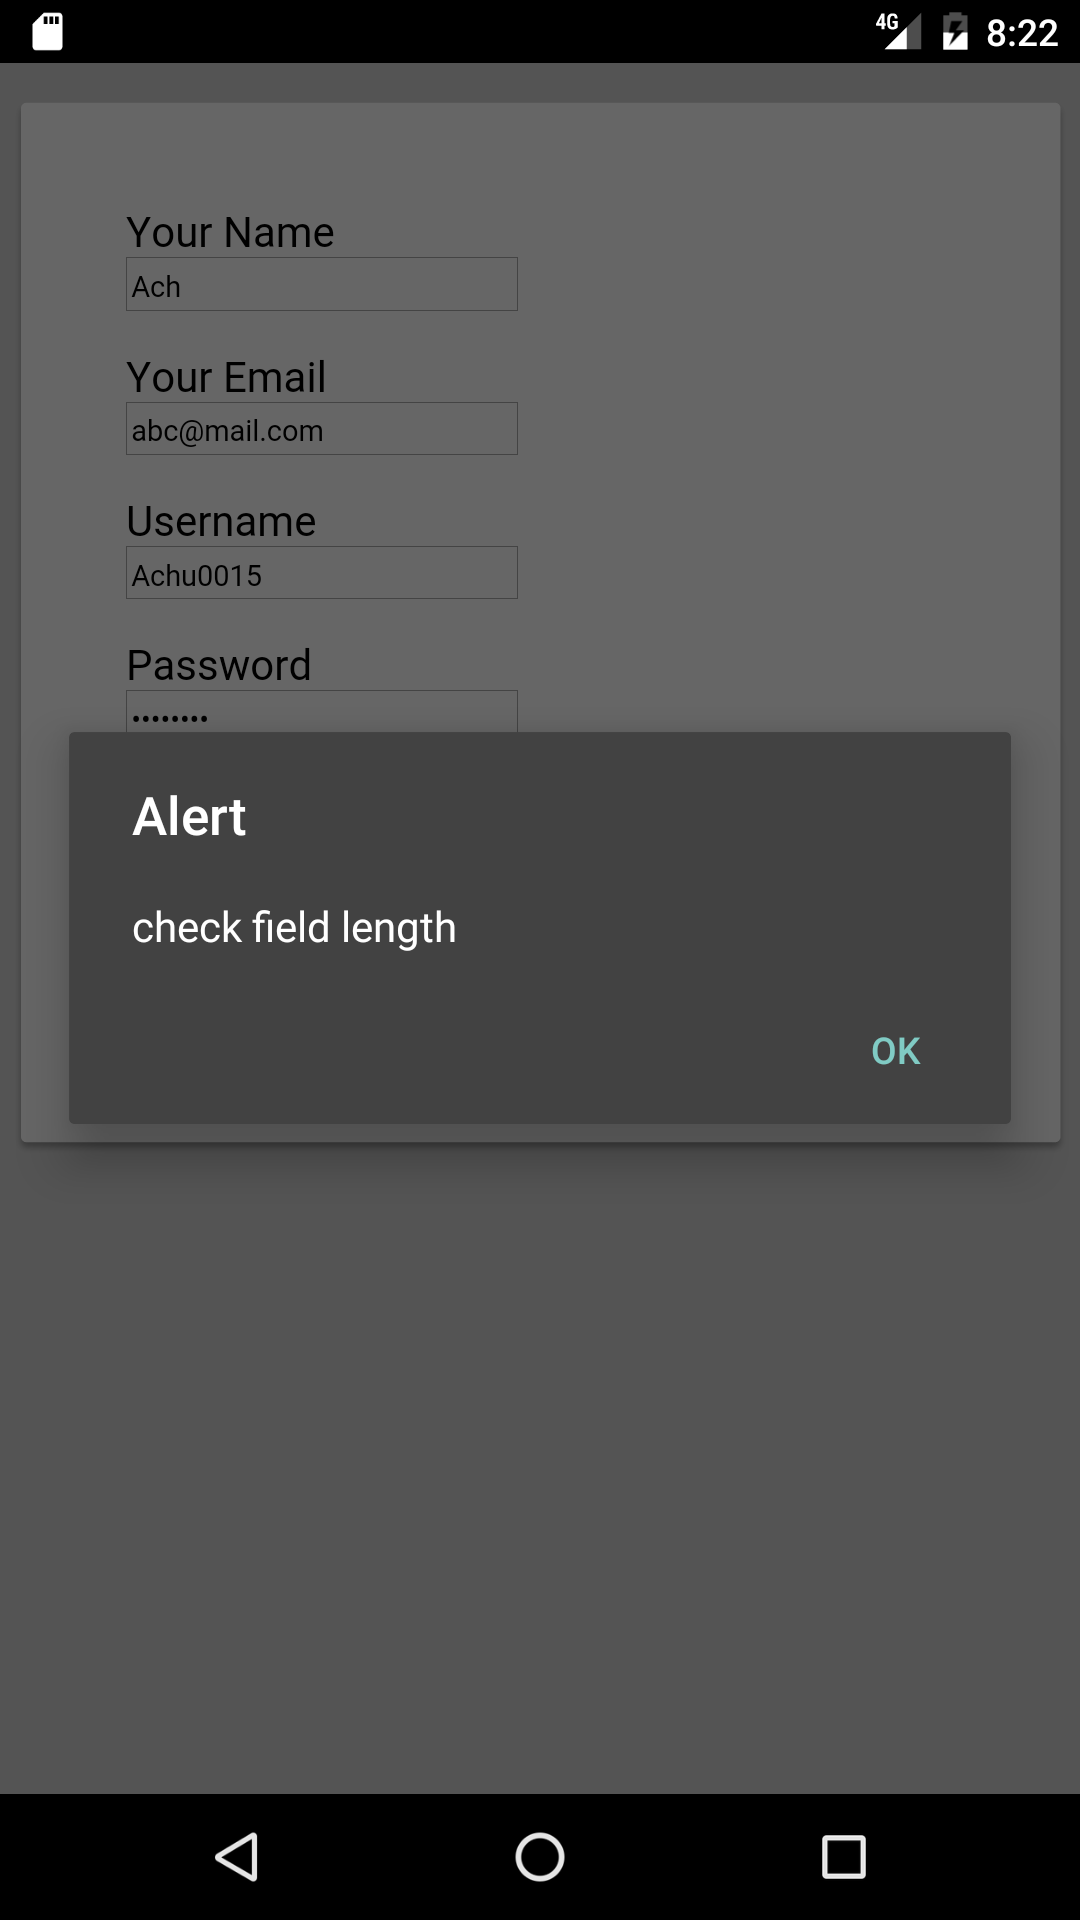 4G 8:22
Your Name
Ach
Your Email
abc@mail.com
Username
Achu0015
Password
••••••••
Alert
check field length
OK